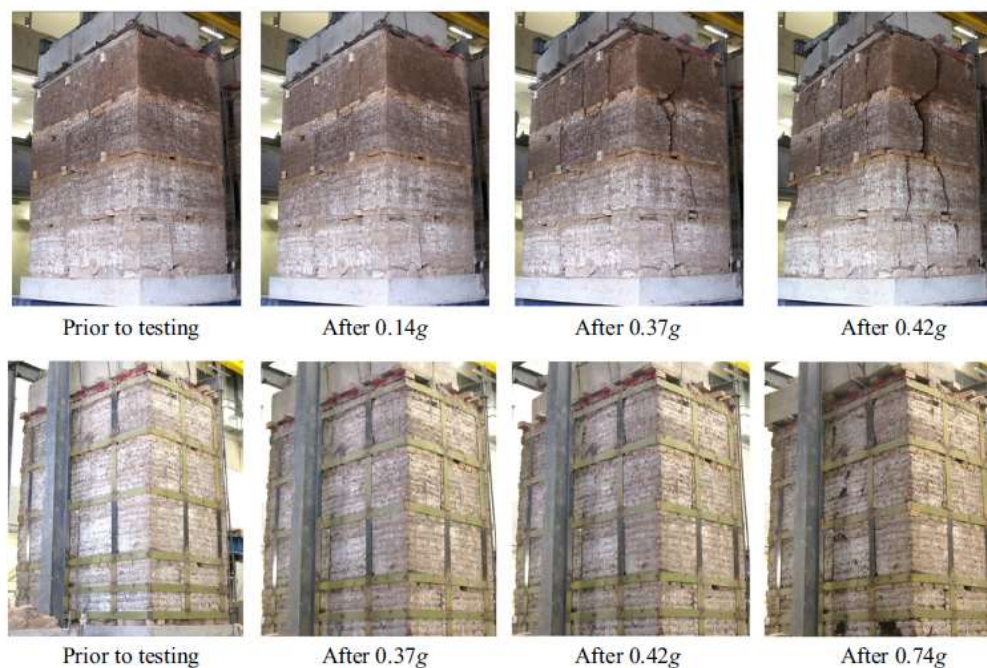 Prior to testing
After 0.14g
After 0.37g
After 0.42g
Prior to testing
After 0.37g
After 0.42g
After 0.74g